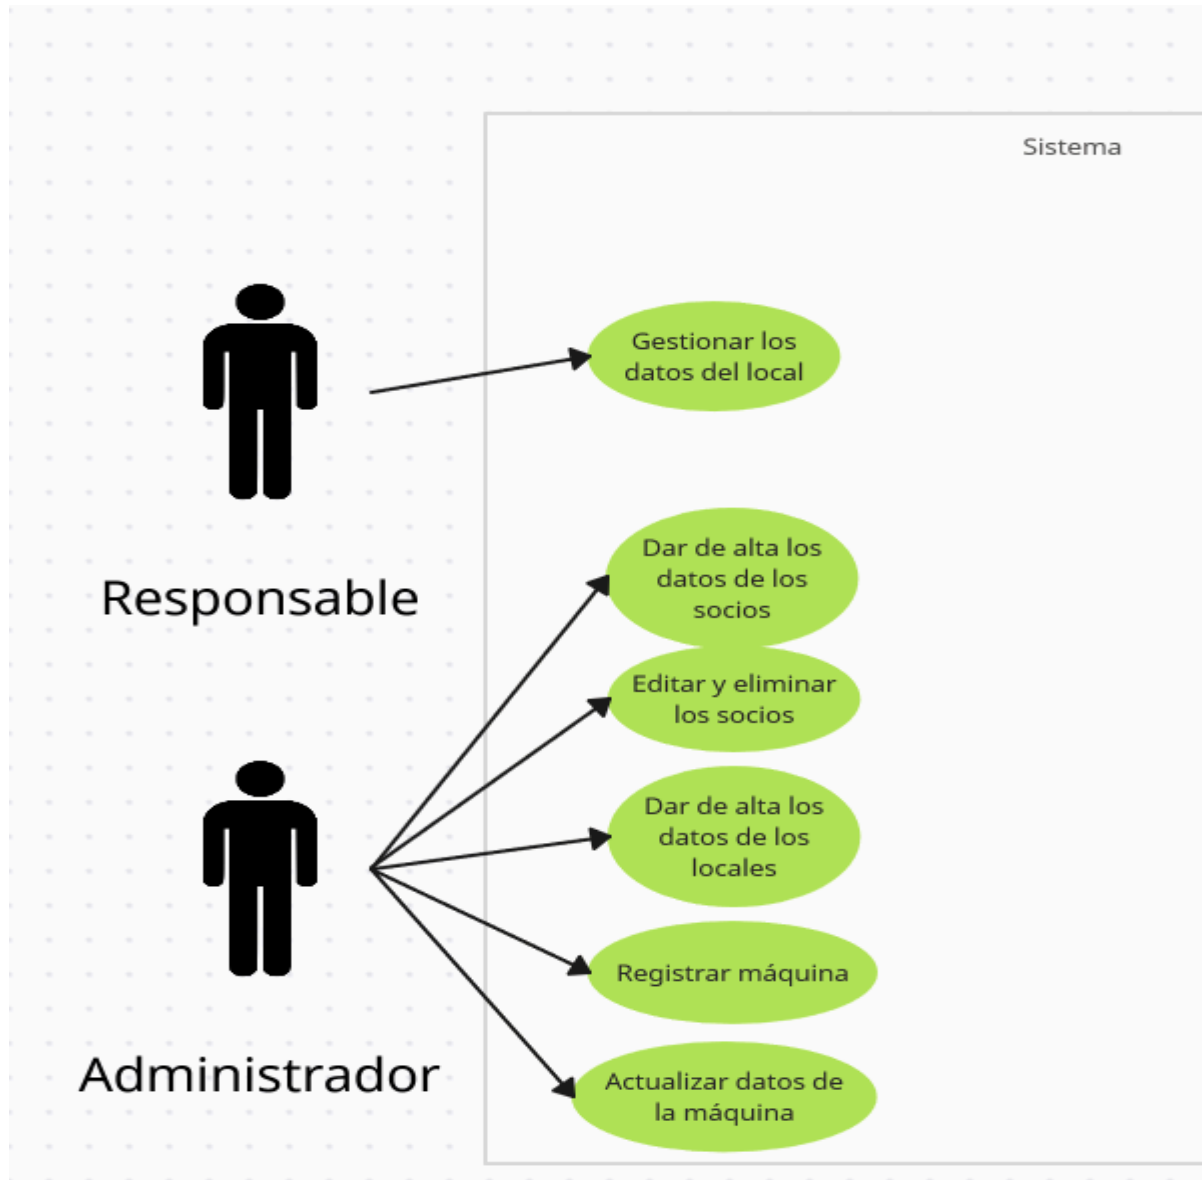 Sistema
Gestionar los
datos del local
Responsable
Dar de alta los
datos de los
socios
Editar y eliminar
los socios
Dar de alta los
datos de los
locales
Registrar máquina
Administrador
Actualizar datos de
la máquina